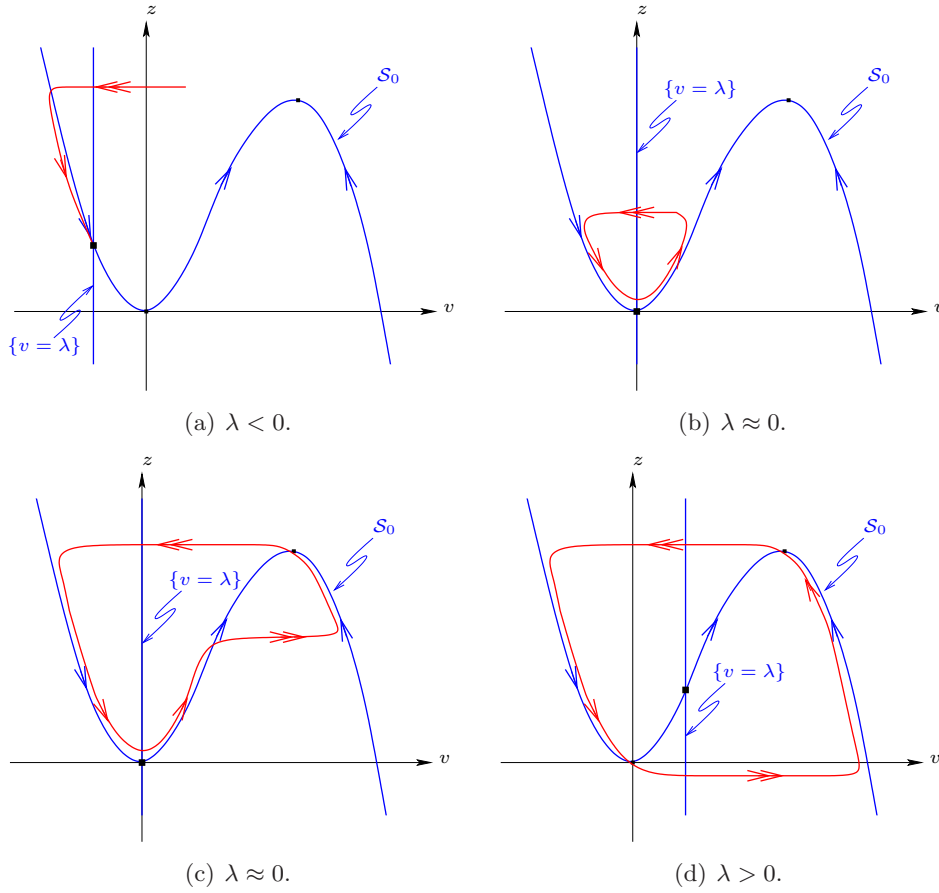 z
z
𝒮₀
𝒮₀
{v = λ}
v
v
{v = λ}
(a) λ < 0.
(b) λ ≈ 0.
z
z
𝒮₀
𝒮₀
{v = λ}
{v = λ}
v
v
(c) λ ≈ 0.
(d) λ > 0.